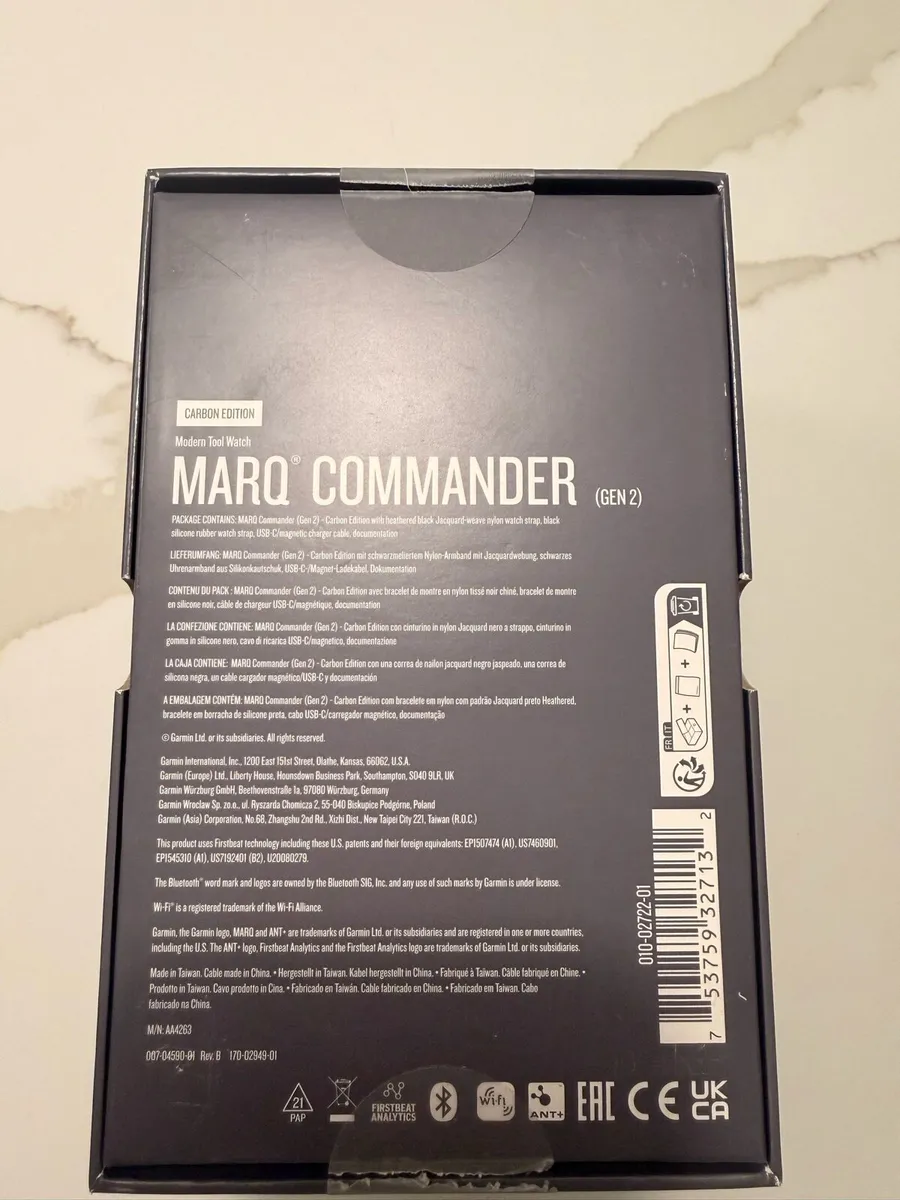 CARBON EDITION
Modern Tool Watch
MARQ® COMMANDER (GEN 2)
PACKAGE CONTAINS: MARQ Commander (Gen 2) - Carbon Edition with heathered black Jacquard-weave nylon watch strap, black
silicone rubber watch strap, USB-C/magnetic charger cable, documentation
LIEFERUMFANG: MARQ Commander (Gen 2) - Carbon Edition mit schwarzmeliertem Nylon-Armband mit Jacquardwebung, schwarzes
Uhrenarmband aus Silikonkautschuk, USB-C-/Magnet-Ladekabel, Dokumentation
CONTENU DU PACK : MARQ Commander (Gen 2) - Carbon Edition avec bracelet de montre en nylon tissé noir chiné, bracelet de montre
en silicone noir, câble de chargeur USB-C/magnétique, documentation
LA CONFEZIONE CONTIENE: MARQ Commander (Gen 2) - Carbon Edition con cinturino in nylon Jacquard nero a strappo, cinturino in
gomma in silicone nero, cavo di ricarica USB-C/magnetico, documentazione
LA CAJA CONTIENE: MARQ Commander (Gen 2) - Carbon Edition con una correa de nailon jacquard negro jaspeado, una correa de
silicona negra, un cable cargador magnético/USB-C y documentación
A EMBALAGEM CONTÉM: MARQ Commander (Gen 2) - Carbon Edition com bracelete em nylon com padrão Jacquard preto Heathered,
bracelete em borracha de silicone preta, cabo USB-C/carregador magnético, documentação
© Garmin Ltd. or its subsidiaries. All rights reserved.
Garmin International, Inc., 1200 East 151st Street, Olathe, Kansas, 66062, U.S.A.
Garmin (Europe) Ltd., Liberty House, Hounsdown Business Park, Southampton, SO40 9LR, UK
Garmin Würzburg GmbH, Beethovenstraße 1a, 97080 Würzburg, Germany
Garmin Wroclaw Sp. zo.o., ul. Ryszarda Chomicza 2, 55-040 Biskupice Podgórne, Poland
Garmin (Asia) Corporation, No.68, Zhangshu 2nd Rd., Xizhi Dist., New Taipei City 221, Taiwan (R.O.C.)
This product uses Firstbeat technology including these U.S. patents and their foreign equivalents: EP1507474 (A1), US7460901,
EP1545310 (A1), US7192401 (B2), U20080279.
The Bluetooth® word mark and logos are owned by the Bluetooth SIG, Inc. and any use of such marks by Garmin is under license.
Wi-Fi® is a registered trademark of the Wi-Fi Alliance.
Garmin, the Garmin logo, MARQ and ANT+ are trademarks of Garmin Ltd. or its subsidiaries and are registered in one or more countries,
including the U.S. The ANT+ logo, Firstbeat Analytics and the Firstbeat Analytics logo are trademarks of Garmin Ltd. or its subsidiaries.
Made in Taiwan. Cable made in China. • Hergestellt in Taiwan. Kabel hergestellt in China. • Fabriqué à Taiwan. Câble fabriqué en Chine. •
Prodotto in Taiwan. Cavo prodotto in Cina. • Fabricado en Taiwán. Cable fabricado en China. • Fabricado em Taiwan. Cabo
fabricado na China.
M/N: AA4263
007-04590-01 Rev. B 170-02949-01
FR IT
010-02722-01
7 53759 32713 2
21
PAP
FIRSTBEAT
ANALYTICS
Wi-Fi
ANT+
EAC
CE
UK
CA